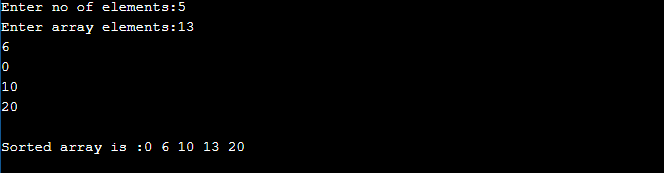 Enter no of elements:5
Enter array elements:13
6
0
10
20
Sorted array is :0 6 10 13 20